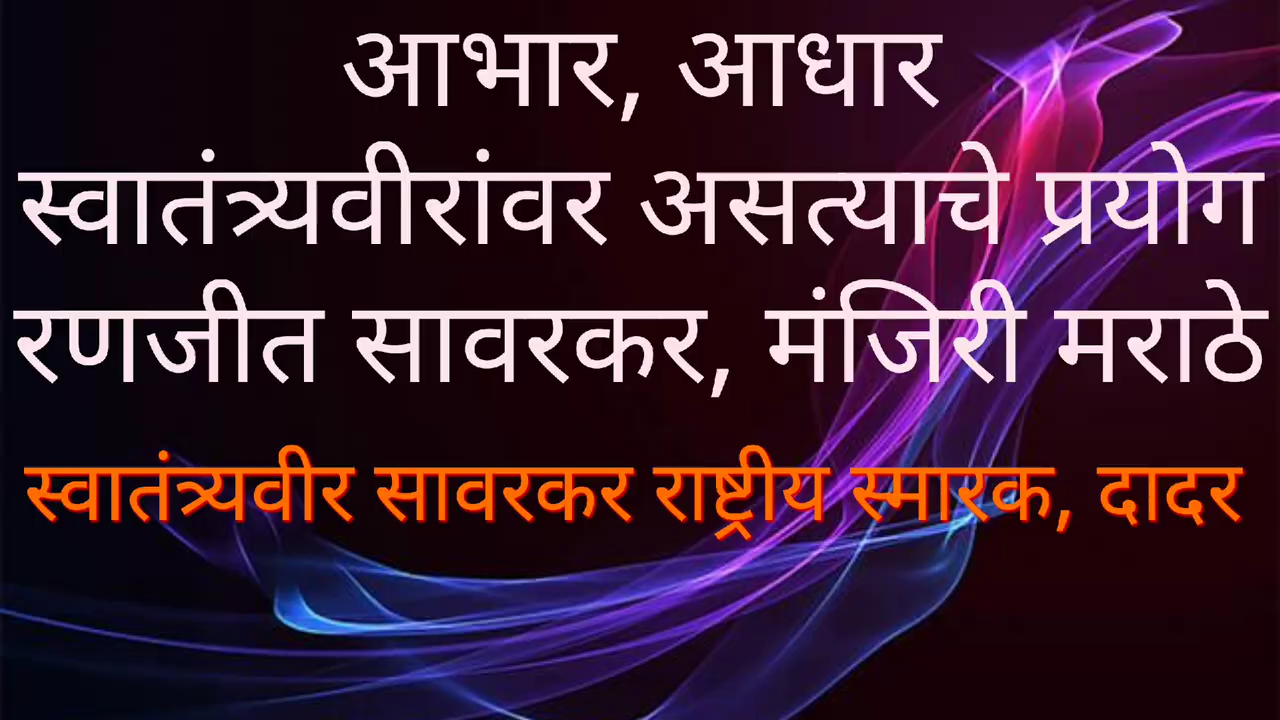 आभार, आधार
स्वातंत्र्यवीरांवर असत्याचे प्रयोग
रणजीत सावरकर, मंजिरी मराठे
स्वातंत्र्यवीर सावरकर राष्ट्रीय स्मारक, दादर